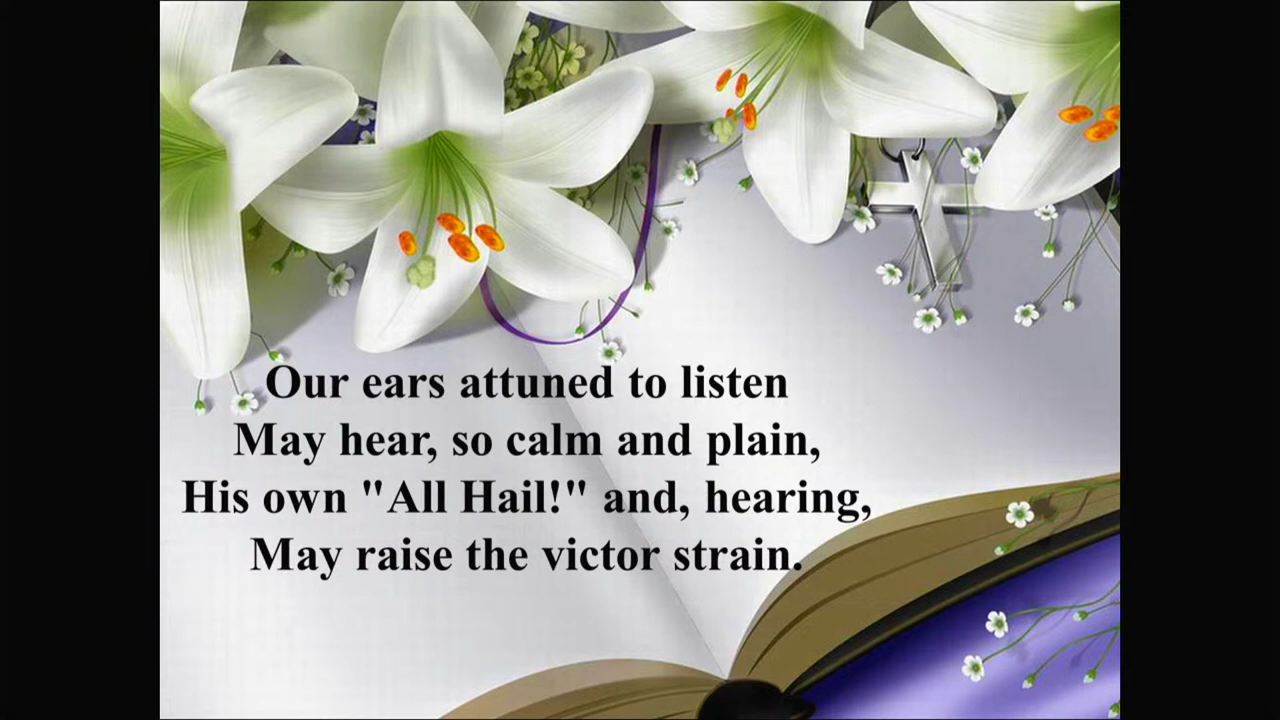 Our ears attuned to listen
May hear, so calm and plain,
His own "All Hail!" and, hearing,
May raise the victor strain.